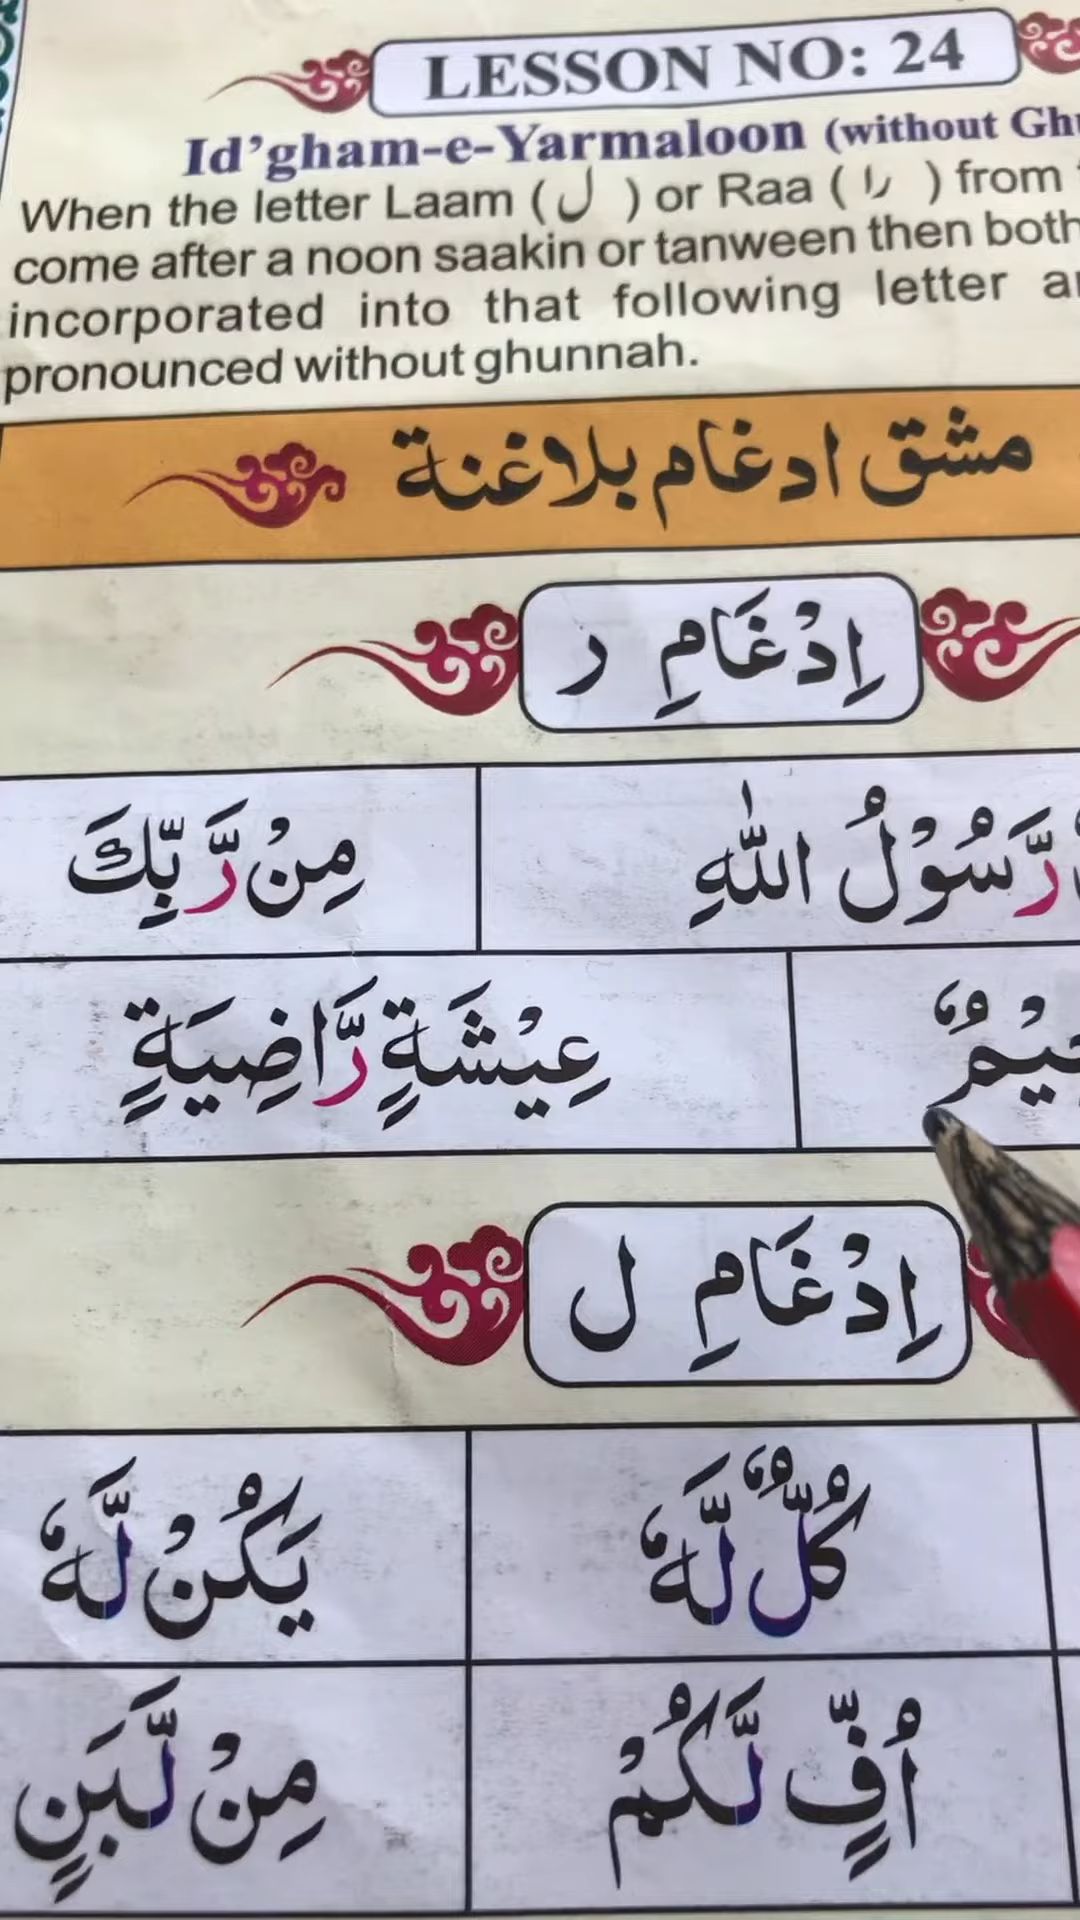 LESSON NO: 24
Id'gham-e-Yarmaloon (without
When the letter Laam ( ل ) or Raa ( را ) from
come after a noon saakin or tanween then both
incorporated into that following letter
pronounced without ghunnah.
مشق ادغام بلاغنة
اِدْغَامِ ر
رَّسُوْلُ اللّٰهِ مِنْ رَّبِّكَ
عِيْشَةٍ رَّاضِيَةٍ
اِدْغَامِ ل
كُلٌّ لَّهٗ يَكُنْ لَّهٗ
اُفٍّ لَّكُمْ مِنْ لَّبَنٍ